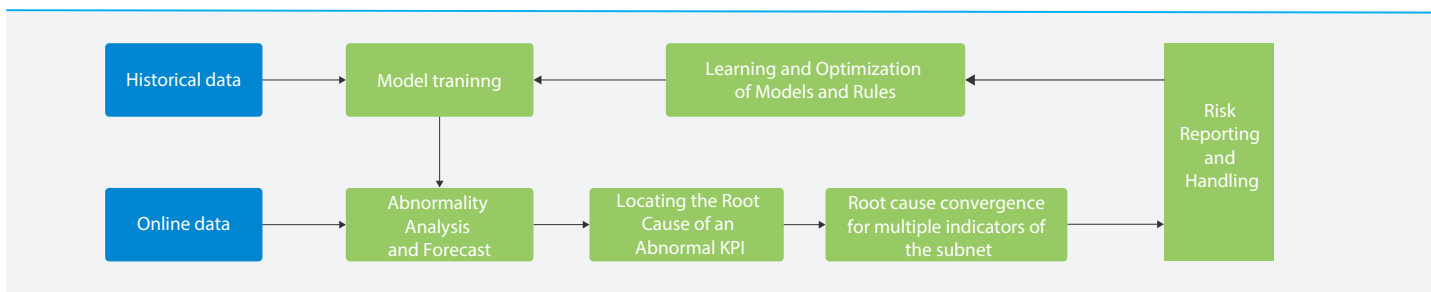 Historical data
Model traninng
Learning and Optimization
of Models and Rules
Risk
Reporting
and
Handling
Online data
Abnormality
Analysis
and Forecast
Locating the Root
Cause of an
Abnormal KPI
Root cause convergence
for multiple indicators of
the subnet